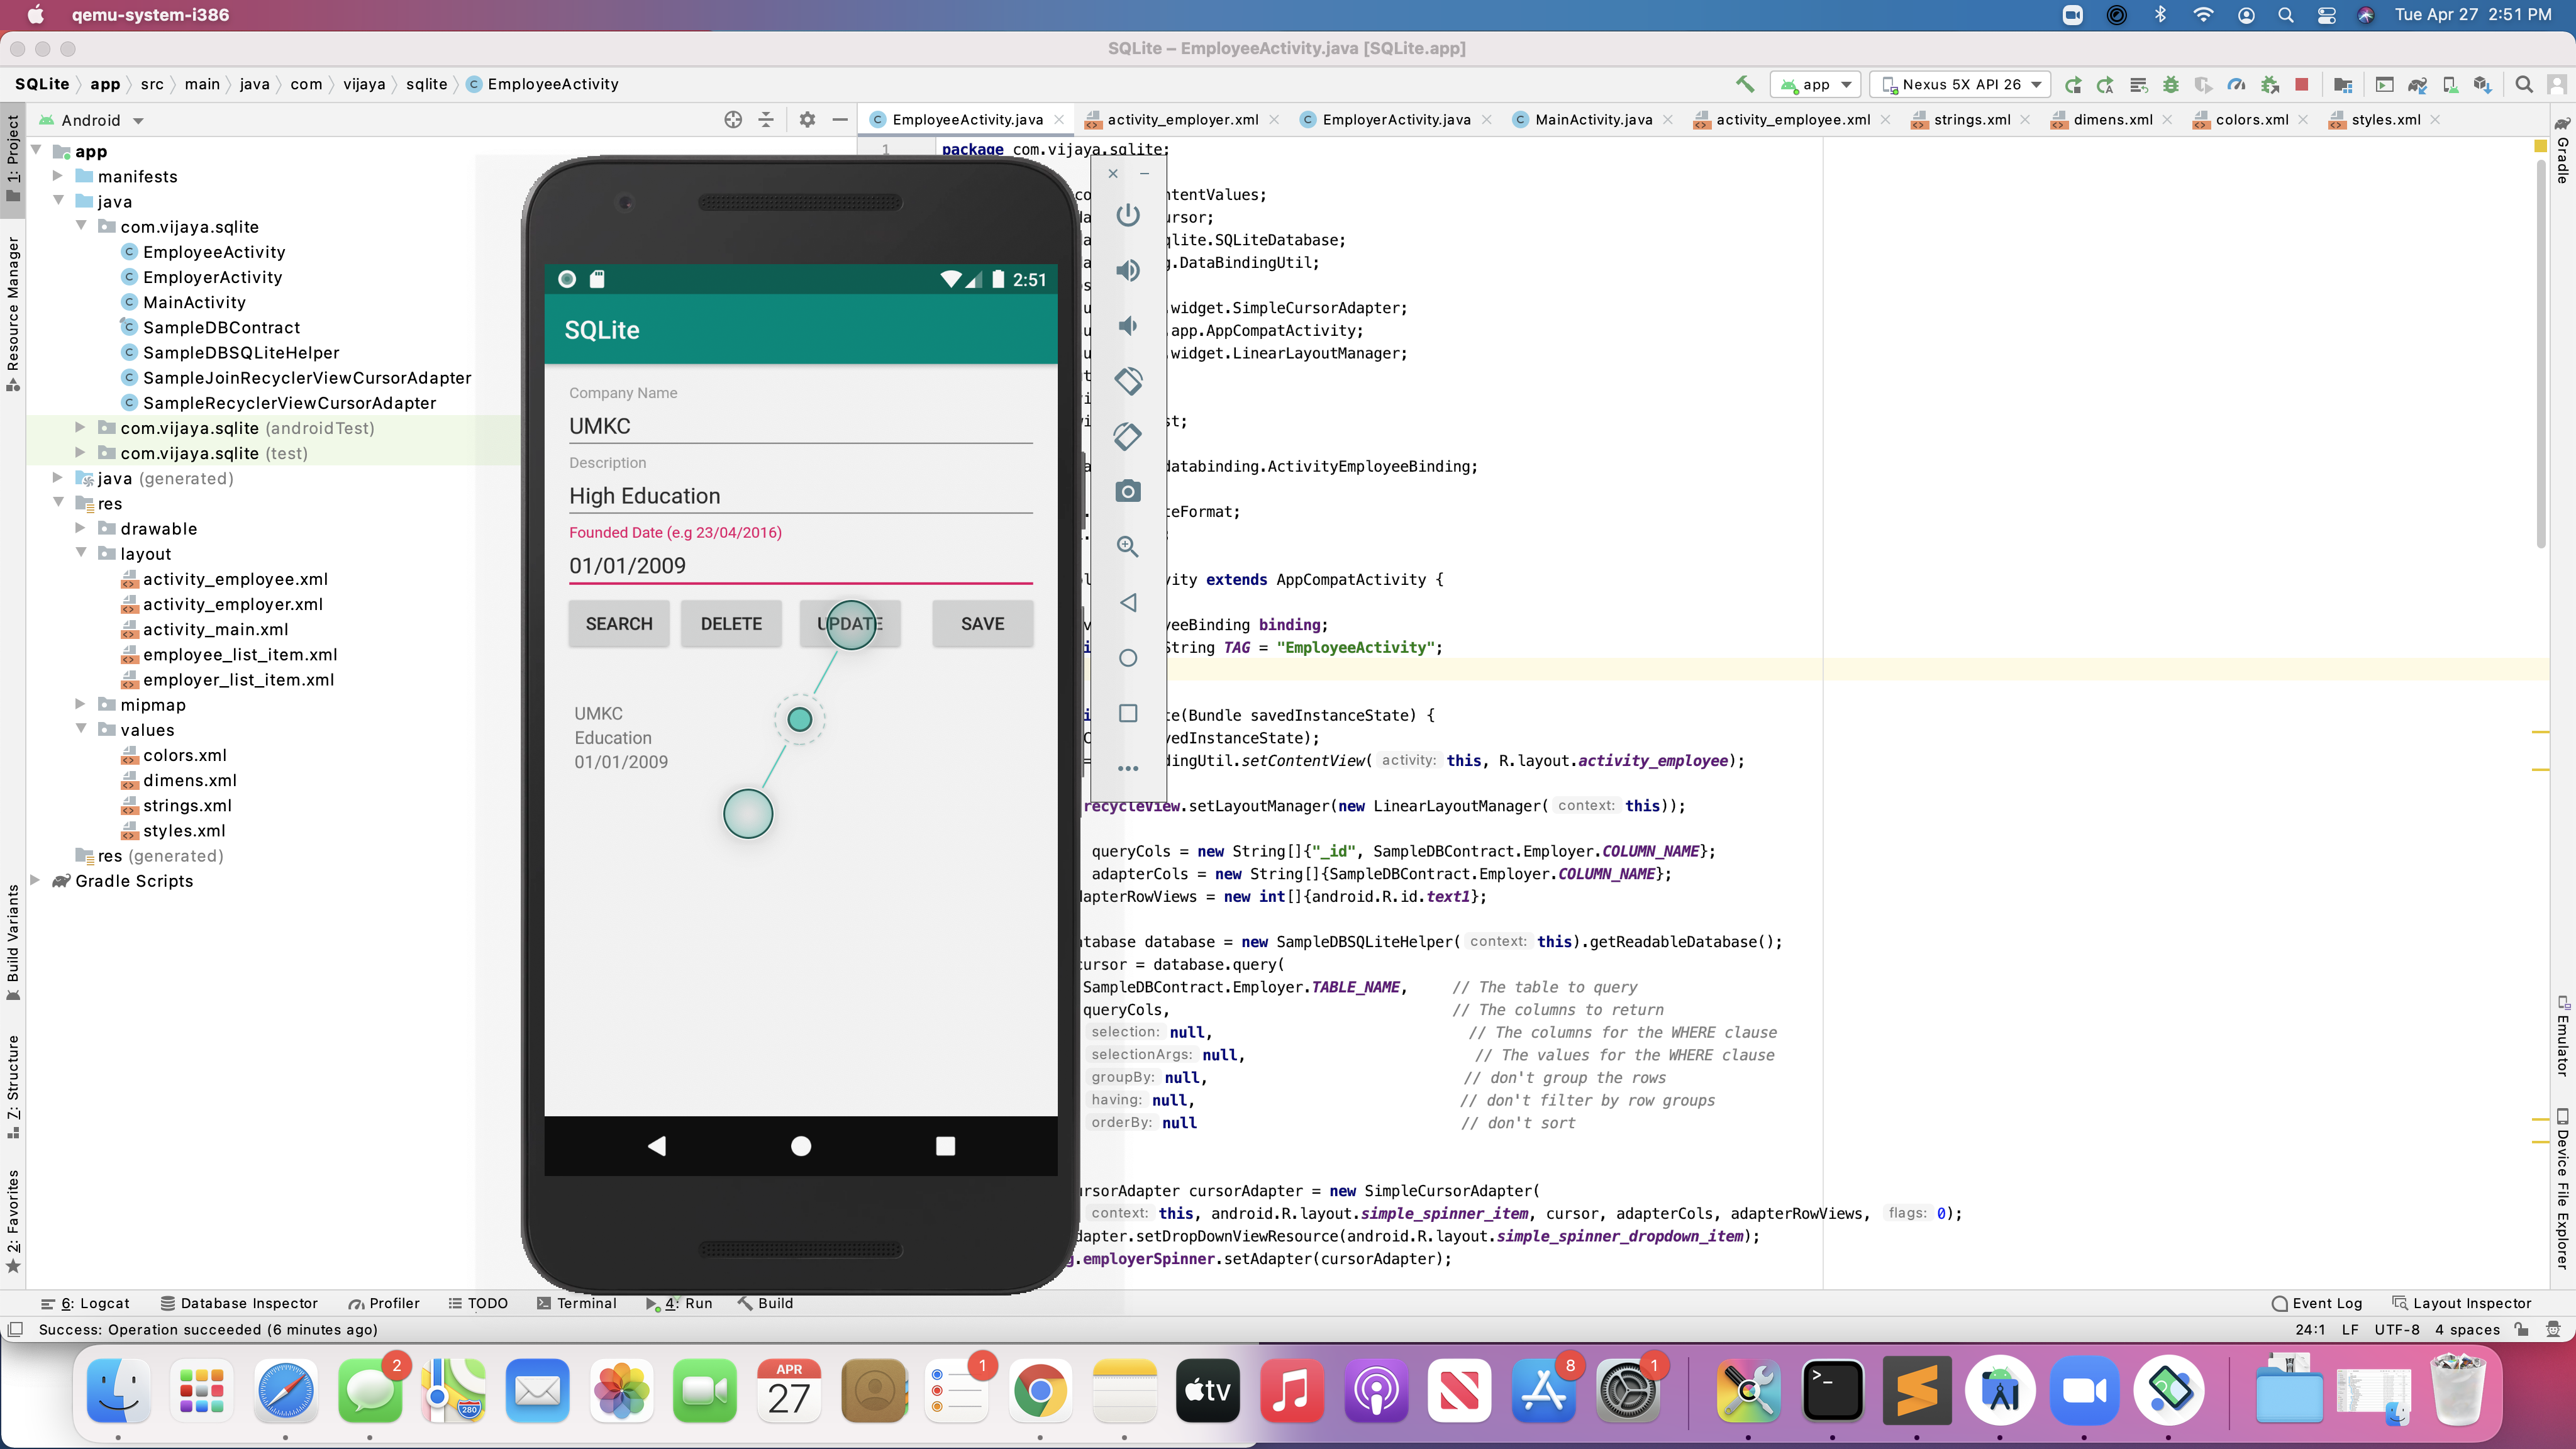 qemu-system-i386
Tue Apr 27 2:51 PM
SQLite – EmployeeActivity.java [SQLite.app]
SQLite app src main java com vijaya sqlite EmployeeActivity
app
Nexus 5X API 26
Android
EmployeeActivity.java
activity_employer.xml
EmployerActivity.java
MainActivity.java
activity_employee.xml
strings.xml
dimens.xml
colors.xml
styles.xml
1: Project
Resource Manager
Build Variants
7: Structure
2: Favorites
app
manifests
java
com.vijaya.sqlite
EmployeeActivity
EmployerActivity
MainActivity
SampleDBContract
SampleDBSQLiteHelper
SampleJoinRecyclerViewCursorAdapter
SampleRecyclerViewCursorAdapter
com.vijaya.sqlite (androidTest)
com.vijaya.sqlite (test)
java (generated)
res
drawable
layout
activity_employee.xml
activity_employer.xml
activity_main.xml
employee_list_item.xml
employer_list_item.xml
mipmap
values
colors.xml
dimens.xml
strings.xml
styles.xml
res (generated)
Gradle Scripts
2:51
SQLite
Company Name
UMKC
Description
High Education
Founded Date (e.g 23/04/2016)
01/01/2009
SEARCH DELETE UPDATE SAVE
UMKC
Education
01/01/2009
1 package com.vijaya.sqlite;
ntentValues;
ursor;
qlite.SQLiteDatabase;
g.DataBindingUtil;
.widget.SimpleCursorAdapter;
.app.AppCompatActivity;
.widget.LinearLayoutManager;
st;
databinding.ActivityEmployeeBinding;
teFormat;
vity extends AppCompatActivity {
yeeBinding binding;
String TAG = "EmployeeActivity";
te(Bundle savedInstanceState) {
vedInstanceState);
dingUtil.setContentView( activity: this, R.layout.activity_employee);
recycleView.setLayoutManager(new LinearLayoutManager( context: this));
queryCols = new String[]{"_id", SampleDBContract.Employer.COLUMN_NAME};
adapterCols = new String[]{SampleDBContract.Employer.COLUMN_NAME};
dapterRowViews = new int[]{android.R.id.text1};
atabase database = new SampleDBSQLiteHelper( context: this).getReadableDatabase();
cursor = database.query(
SampleDBContract.Employer.TABLE_NAME, // The table to query
queryCols, // The columns to return
selection: null, // The columns for the WHERE clause
selectionArgs: null, // The values for the WHERE clause
groupBy: null, // don't group the rows
having: null, // don't filter by row groups
orderBy: null // don't sort
ursorAdapter cursorAdapter = new SimpleCursorAdapter(
context: this, android.R.layout.simple_spinner_item, cursor, adapterCols, adapterRowViews, flags: 0);
dapter.setDropDownViewResource(android.R.layout.simple_spinner_dropdown_item);
g.employerSpinner.setAdapter(cursorAdapter);
Gradle
Emulator
Device File Explorer
6: Logcat Database Inspector Profiler TODO Terminal 4: Run Build
Event Log Layout Inspector
Success: Operation succeeded (6 minutes ago)
24:1 LF UTF-8 4 spaces
2
280
APR
27
1
tv
8
1
>_